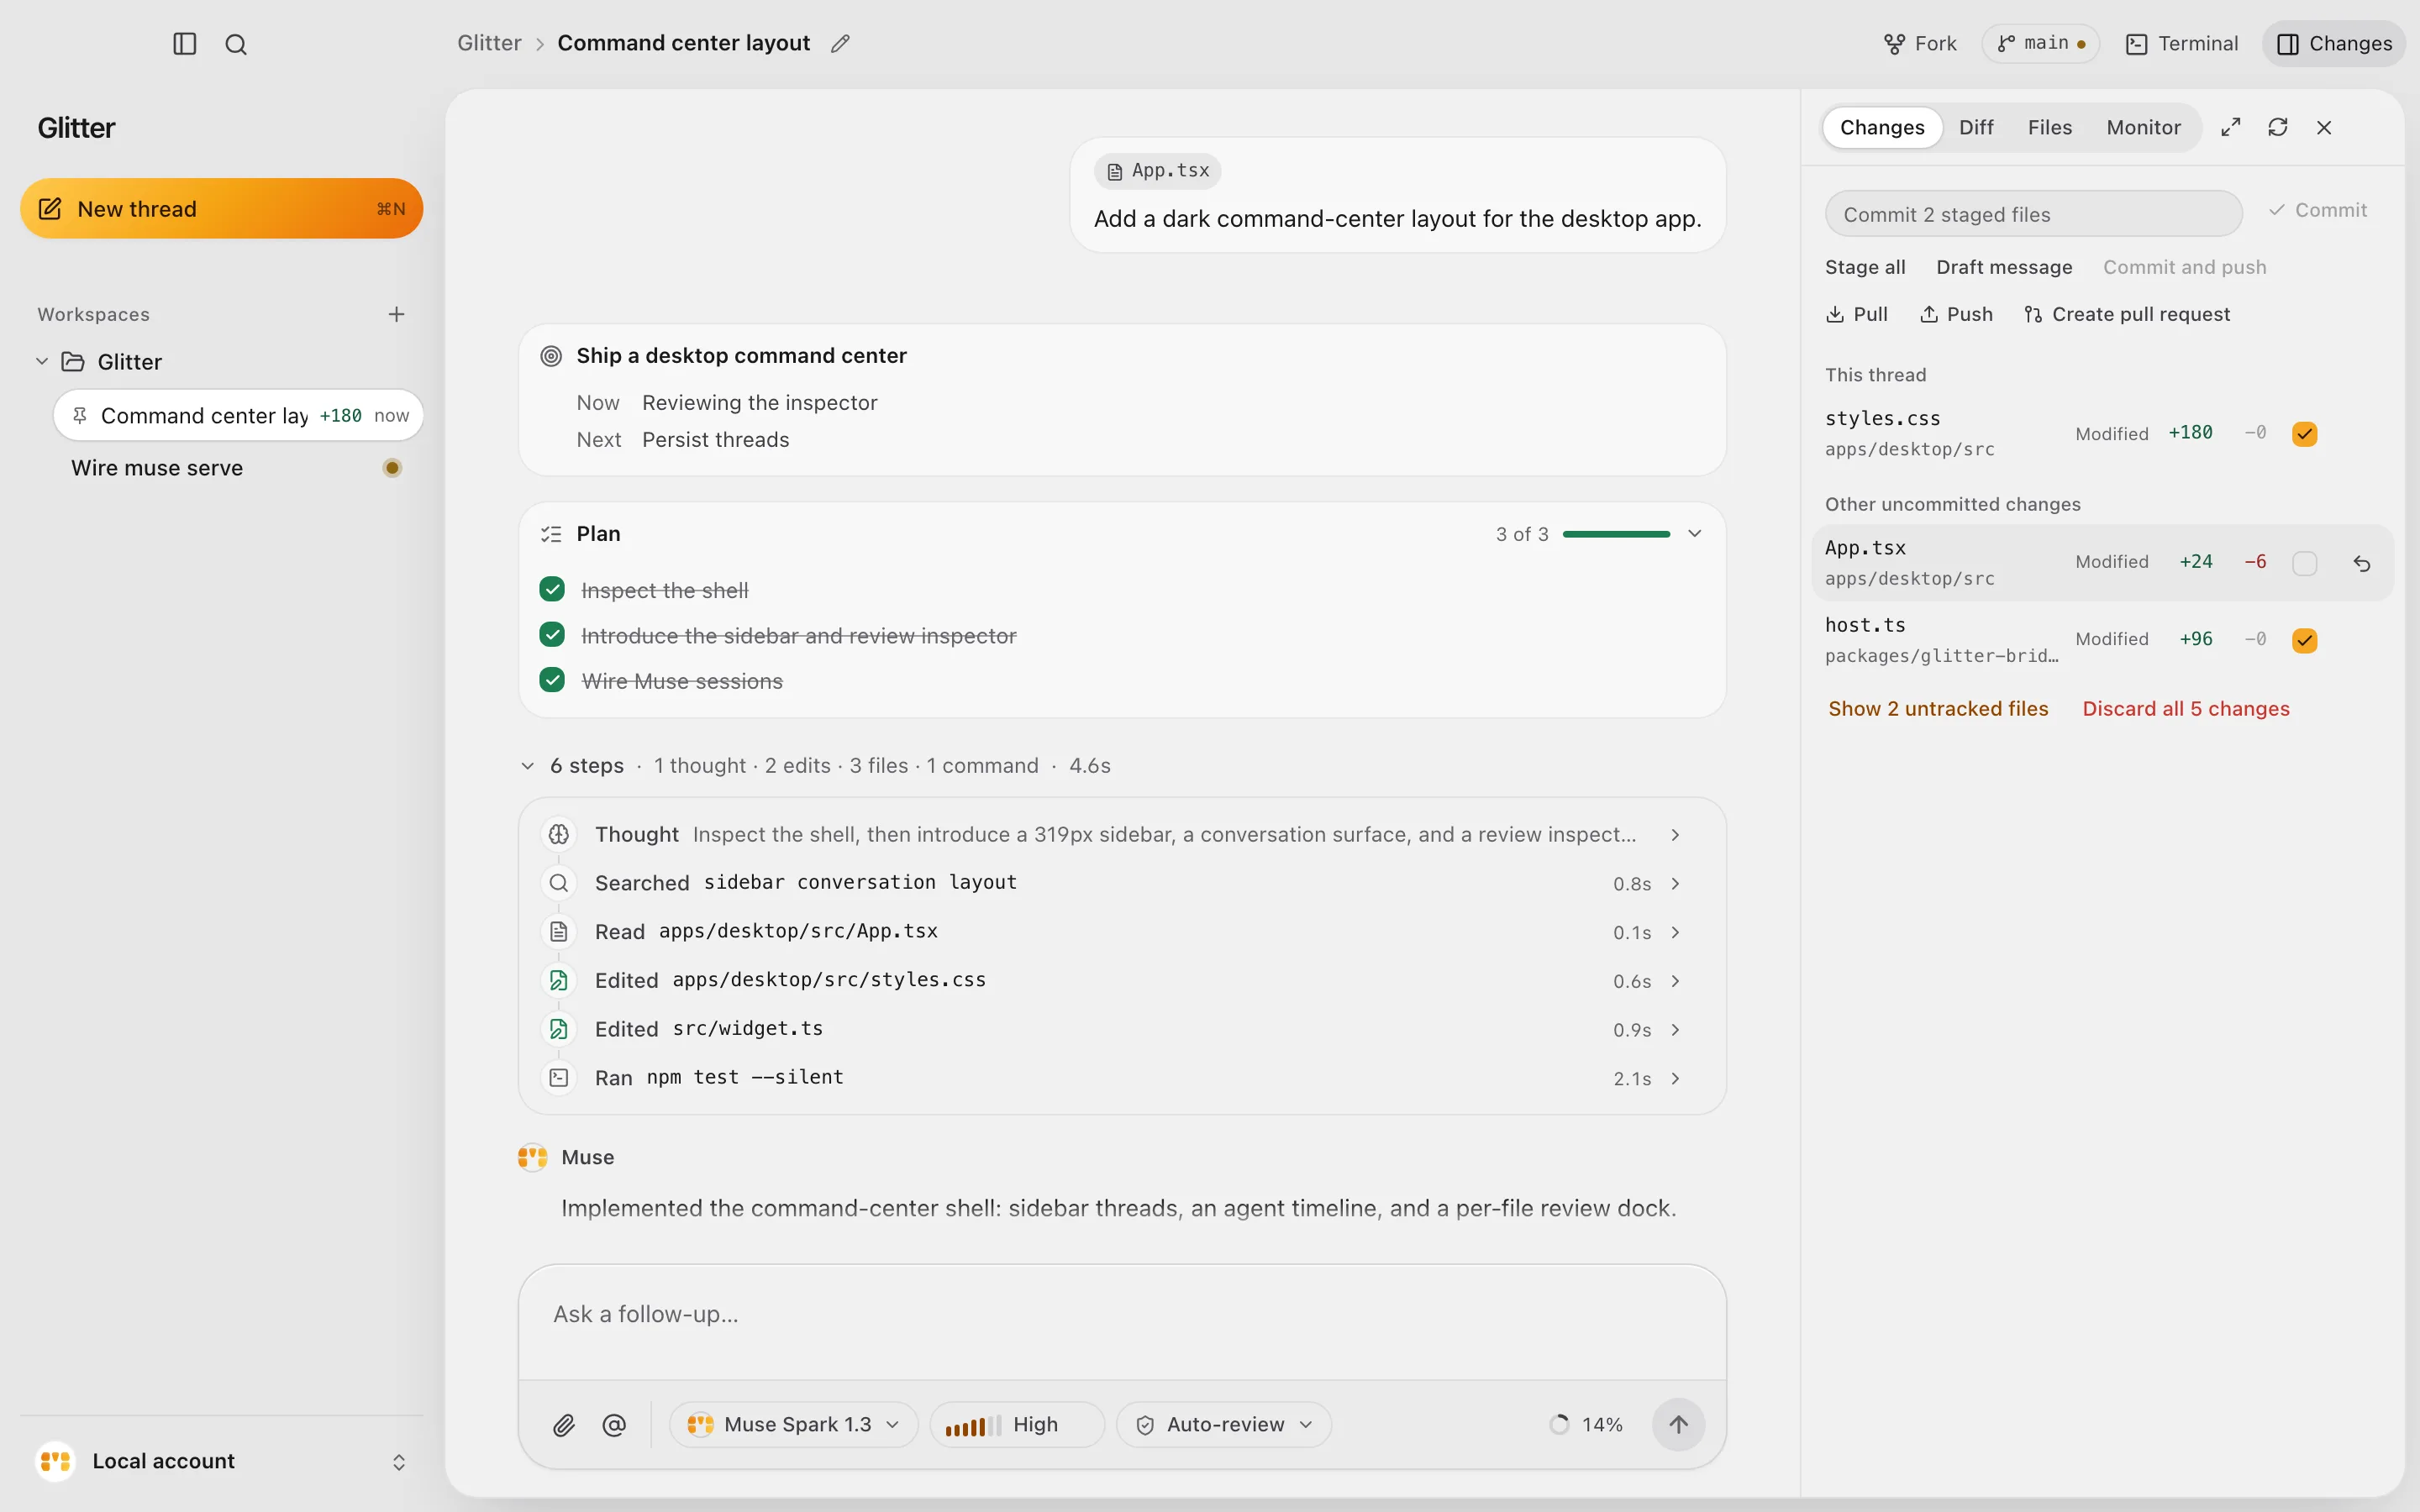 Glitter › Command center layout
Fork
main
Terminal
Changes
Glitter
New thread ⌘N
Workspaces
Glitter
Command center lay +180 now
Wire muse serve
Local account
App.tsx
Add a dark command-center layout for the desktop app.
Ship a desktop command center
Now Reviewing the inspector
Next Persist threads
Plan 3 of 3
Inspect the shell
Introduce the sidebar and review inspector
Wire Muse sessions
6 steps · 1 thought · 2 edits · 3 files · 1 command · 4.6s
Thought Inspect the shell, then introduce a 319px sidebar, a conversation surface, and a review inspect...
Searched sidebar conversation layout 0.8s
Read apps/desktop/src/App.tsx 0.1s
Edited apps/desktop/src/styles.css 0.6s
Edited src/widget.ts 0.9s
Ran npm test --silent 2.1s
Muse
Implemented the command-center shell: sidebar threads, an agent timeline, and a per-file review dock.
Ask a follow-up...
Muse Spark 1.3 High Auto-review 14%
Changes Diff Files Monitor
Commit 2 staged files Commit
Stage all Draft message Commit and push
Pull Push Create pull request
This thread
styles.css
Modified +180 −0
apps/desktop/src
Other uncommitted changes
App.tsx
Modified +24 −6
apps/desktop/src
host.ts
Modified +96 −0
packages/glitter-brid…
Show 2 untracked files Discard all 5 changes